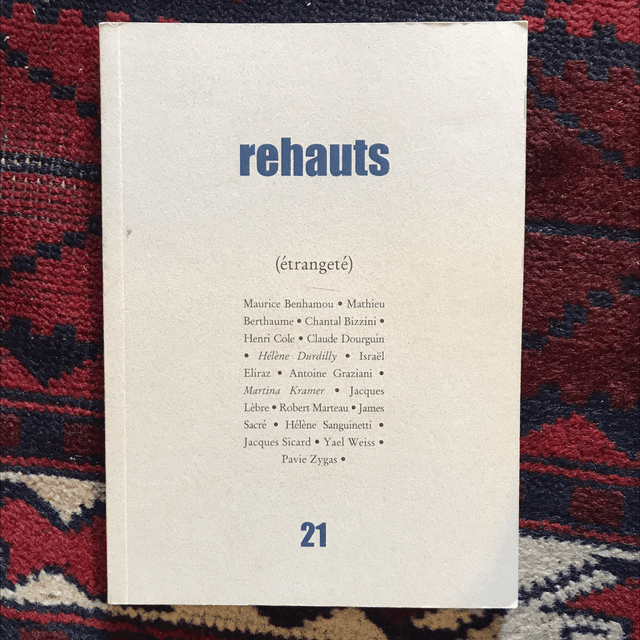 rehauts
(étrangeté)
Maurice Benhamou • Mathieu
Berthaume • Chantal Bizzini •
Henri Cole • Claude Dourguin
• Hélène Durdilly • Israël
Eliraz • Antoine Graziani •
Martina Kramer • Jacques
Lèbre • Robert Marteau • James
Sacré • Hélène Sanguinetti •
Jacques Sicard • Yael Weiss •
Pavie Zygas •
21